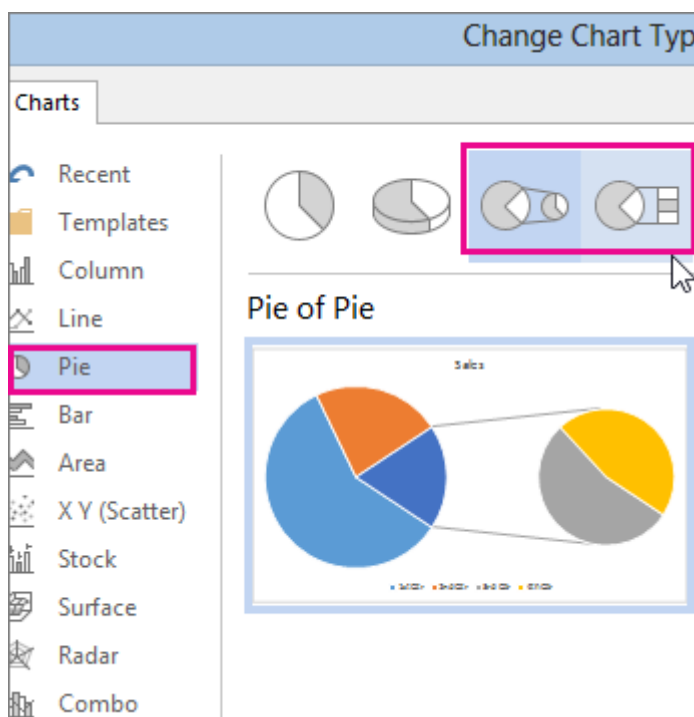 Change Chart Typ
Charts
Recent
Templates
Column
Line
Pie
Bar
Area
X Y (Scatter)
Stock
Surface
Radar
Combo
Pie of Pie
Sales